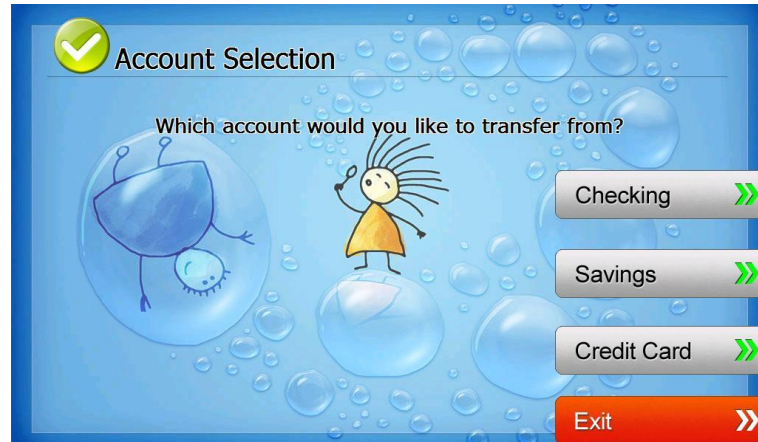 Account Selection
Which account would you like to transfer from?
Checking
Savings
Credit Card
Exit